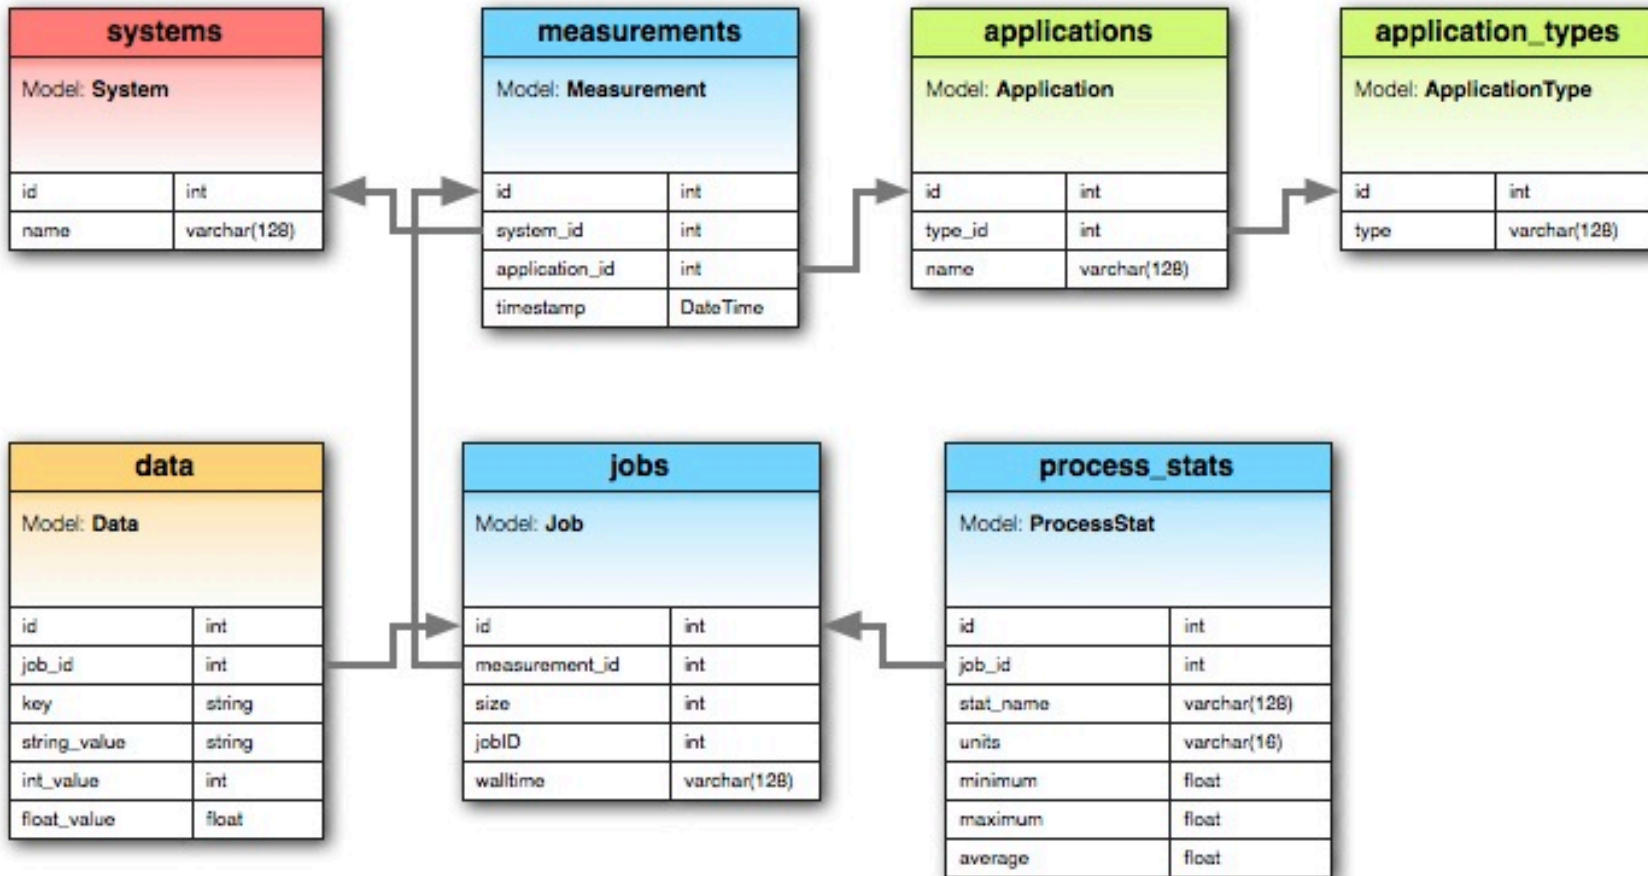 systems
Model: System
id int
name varchar(128)
measurements
Model: Measurement
id int
system_id int
application_id int
timestamp DateTime
applications
Model: Application
id int
type_id int
name varchar(128)
application_types
Model: ApplicationType
id int
type varchar(128)
data
Model: Data
id int
job_id int
key string
string_value string
int_value int
float_value float
jobs
Model: Job
id int
measurement_id int
size int
jobID int
walltime varchar(128)
process_stats
Model: ProcessStat
id int
job_id int
stat_name varchar(128)
units varchar(16)
minimum float
maximum float
average float